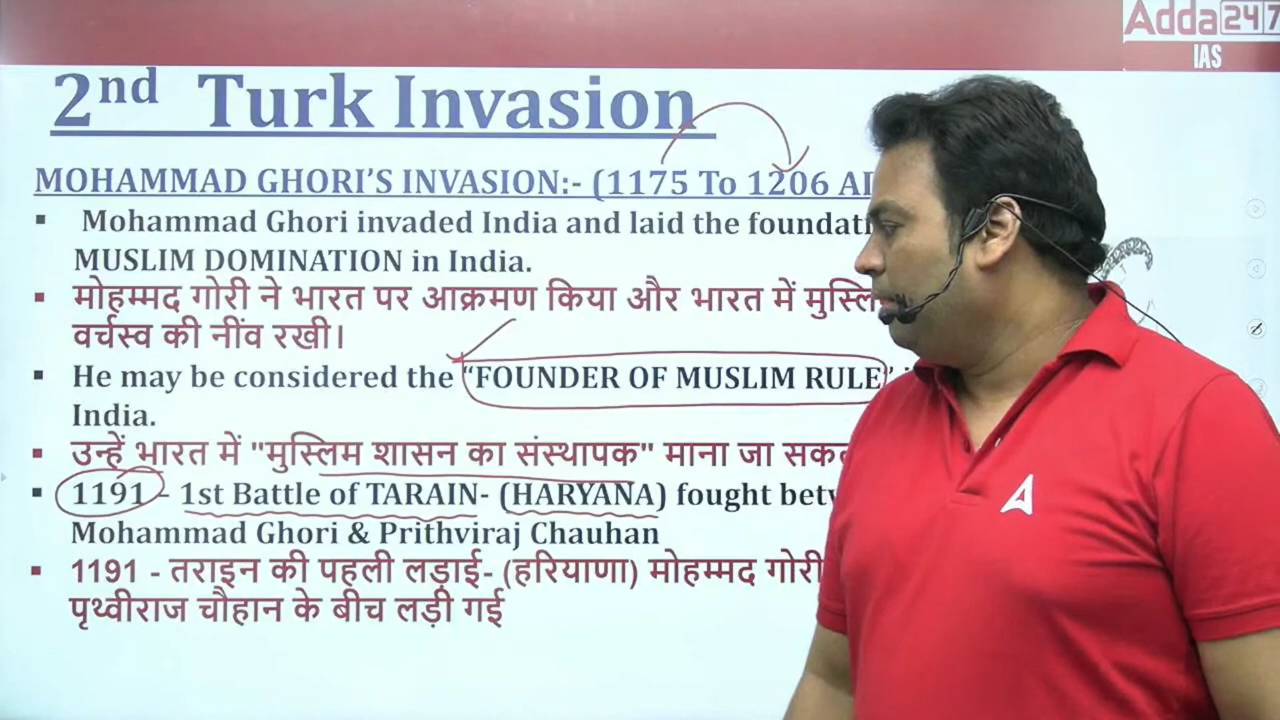 Adda247
IAS
2nd Turk Invasion
MOHAMMAD GHORI'S INVASION:- (1175 To 1206
▪ Mohammad Ghori invaded India and laid the
MUSLIM DOMINATION in India.
▪ मोहम्मद गोरी ने भारत पर आक्रमण किया और भारत में
वर्चस्व की नींव रखी।
▪ He may be considered the “FOUNDER OF MUSLIM RULE”
India.
▪ उन्हें भारत में "मुस्लिम शासन का संस्थापक" माना जा
▪ 1191 - 1st Battle of TARAIN- (HARYANA) fought
Mohammad Ghori & Prithviraj Chauhan
▪ 1191 - तराइन की पहली लड़ाई- (हरियाणा) मोहम्मद गोरी
पृथ्वीराज चौहान के बीच लड़ी गई